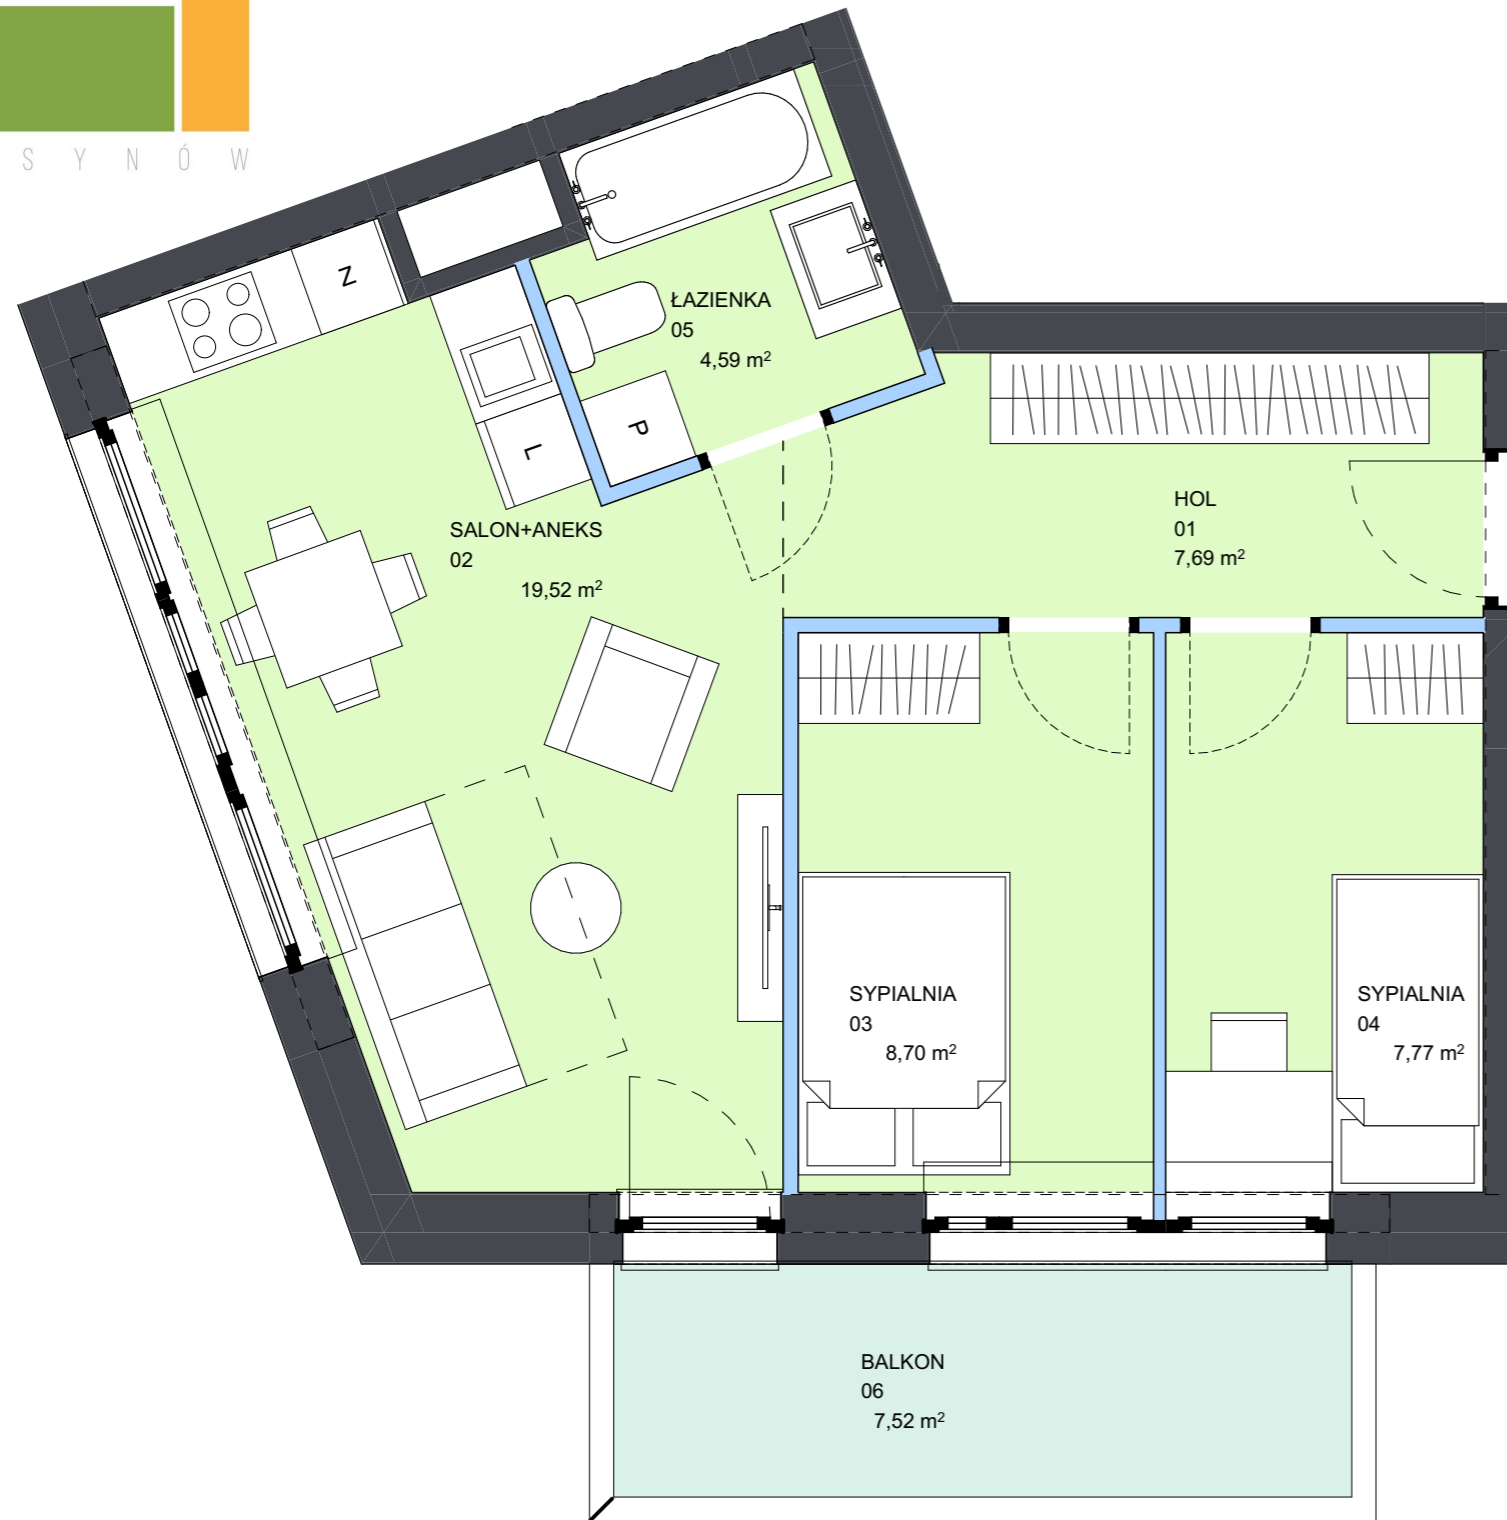 SYNÓW
Z
ŁAZIENKA
05
4,59 m²
P
L
HOL
01
7,69 m²
SALON+ANEKS
02
19,52 m²
SYPIALNIA
03
8,70 m²
SYPIALNIA
04
7,77 m²
BALKON
06
7,52 m²